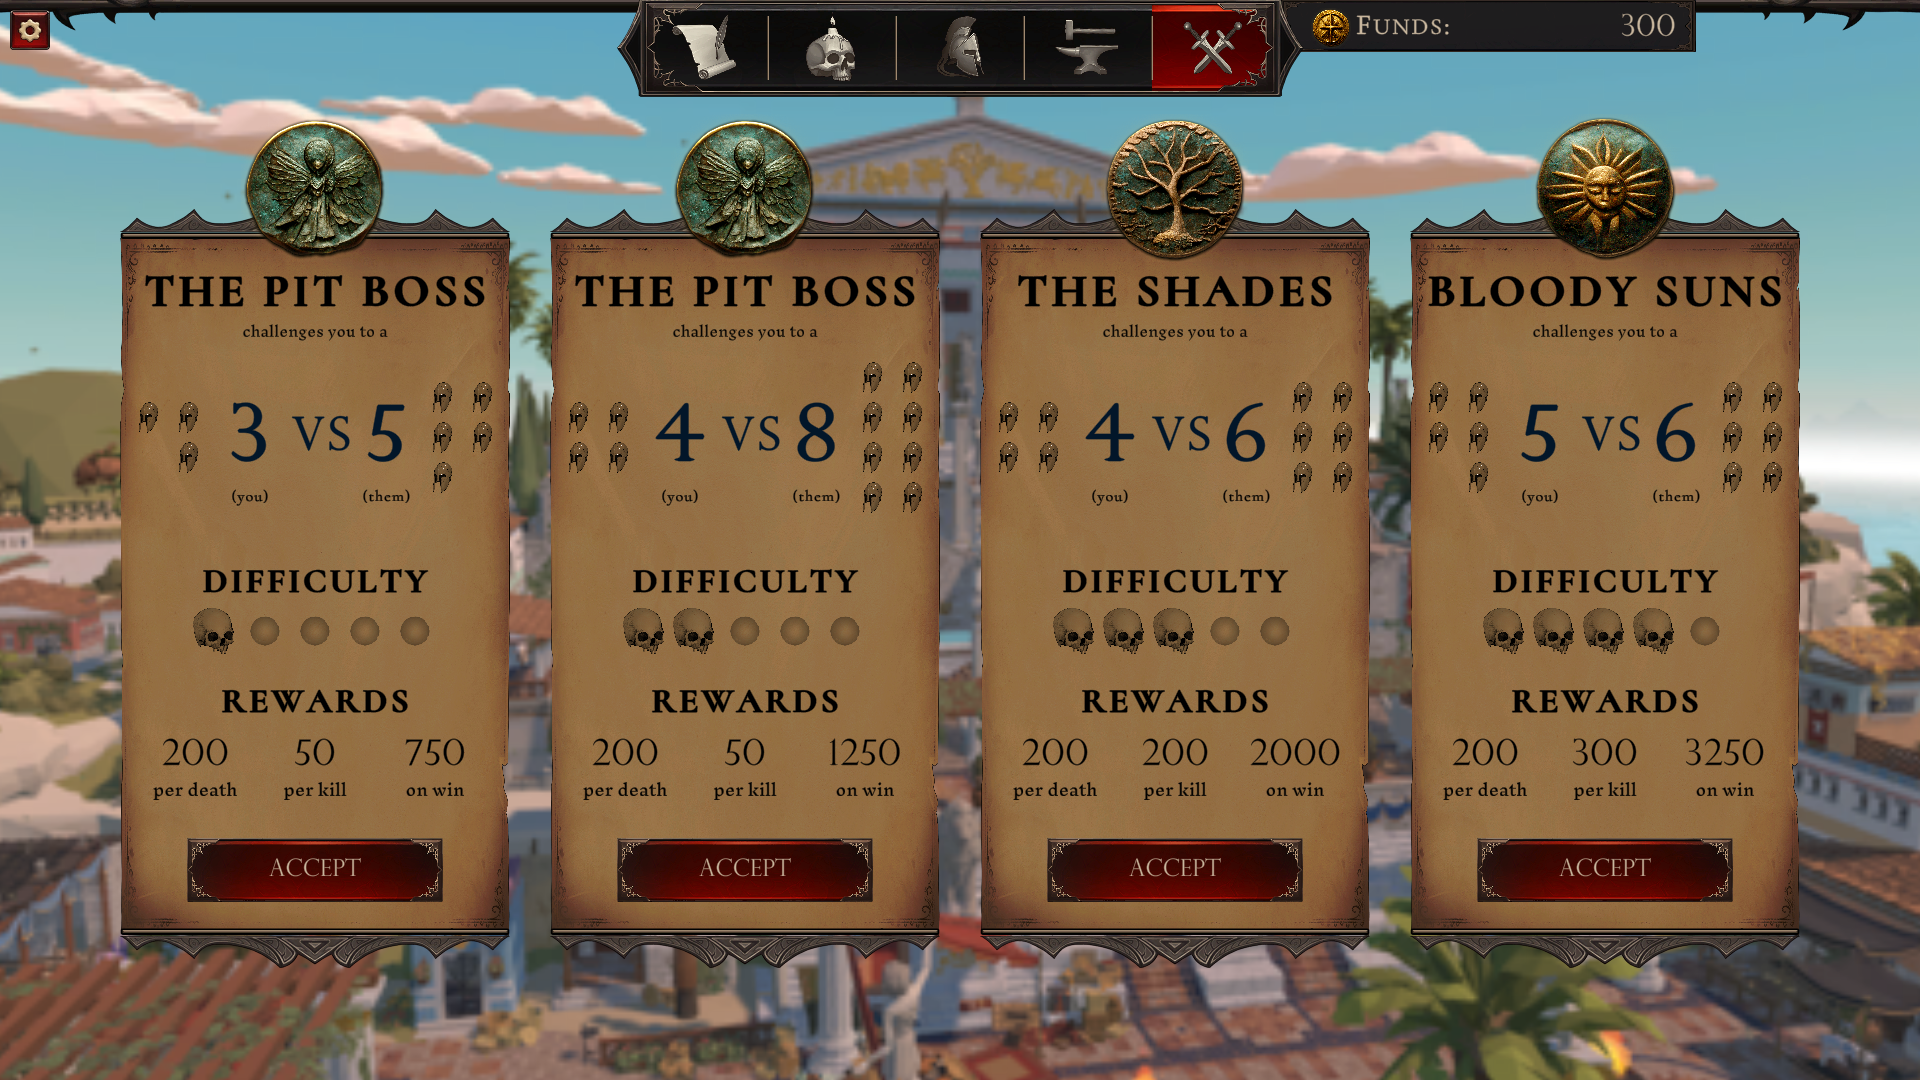 FUNDS: 300
THE PIT BOSS
challenges you to a
3 VS 5
(you) (them)
DIFFICULTY
REWARDS
200 50 750
per death per kill on win
ACCEPT
THE PIT BOSS
challenges you to a
4 VS 8
(you) (them)
DIFFICULTY
REWARDS
200 50 1250
per death per kill on win
ACCEPT
THE SHADES
challenges you to a
4 VS 6
(you) (them)
DIFFICULTY
REWARDS
200 200 2000
per death per kill on win
ACCEPT
BLOODY SUNS
challenges you to a
5 VS 6
(you) (them)
DIFFICULTY
REWARDS
200 300 3250
per death per kill on win
ACCEPT